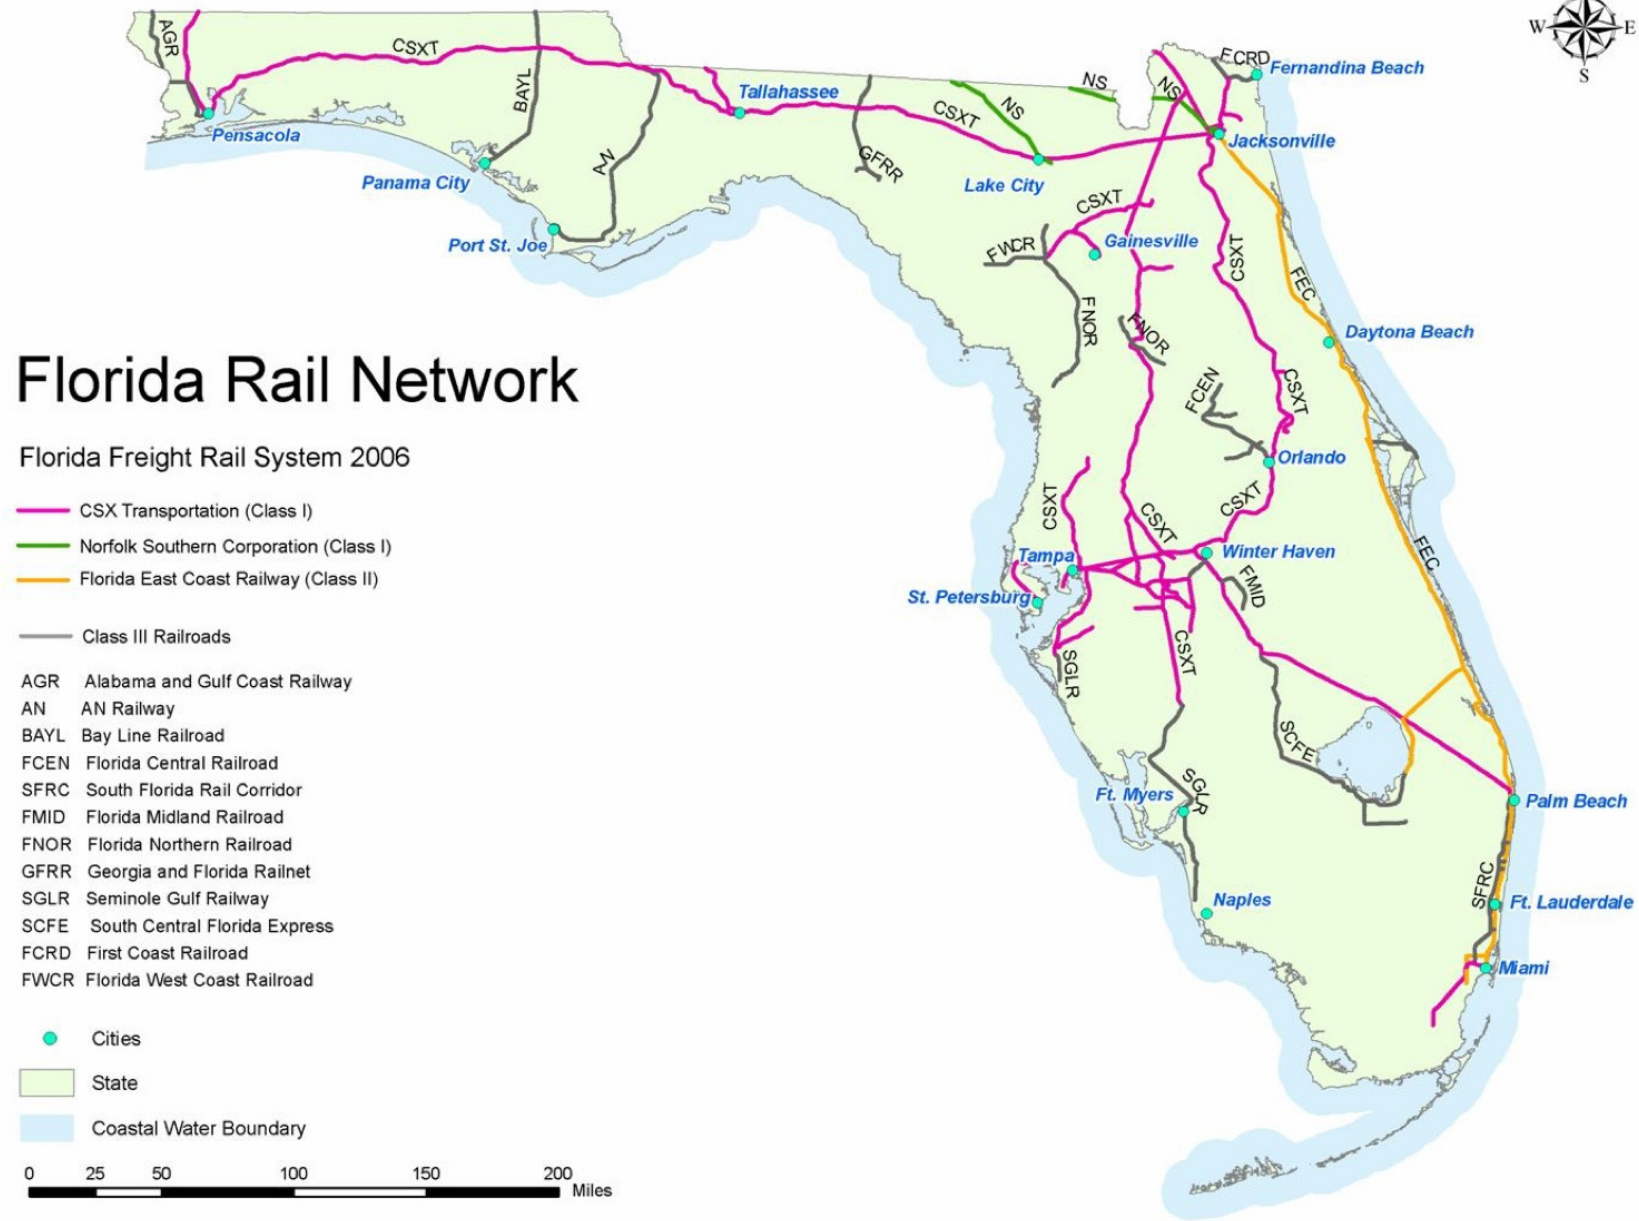 W
E
S
AGR
CSXT
BAYL
AN
GFRR
CSXT
NS
NS
NS
FCRD
Fernandina Beach
Tallahassee
Pensacola
Jacksonville
Panama City
Lake City
Port St. Joe
CSXT
Gainesville
FWCR
CSXT
FEC
FNOR
FNOR
Daytona Beach
Florida Rail Network
FCEN
CSXT
Florida Freight Rail System 2006
Orlando
CSX Transportation (Class I)
CSXT
CSXT
CSXT
Norfolk Southern Corporation (Class I)
Tampa
Winter Haven
FEC
Florida East Coast Railway (Class II)
St. Petersburg
FMID
Class III Railroads
SGLR
CSXT
AGR Alabama and Gulf Coast Railway
AN AN Railway
BAYL Bay Line Railroad
SCFE
FCEN Florida Central Railroad
SFRC South Florida Rail Corridor
Ft. Myers
SGLR
Palm Beach
FMID Florida Midland Railroad
FNOR Florida Northern Railroad
GFRR Georgia and Florida Railnet
SFRC
SGLR Seminole Gulf Railway
Naples
Ft. Lauderdale
SCFE South Central Florida Express
FCRD First Coast Railroad
Miami
FWCR Florida West Coast Railroad
Cities
State
Coastal Water Boundary
0 25 50 100 150 200
Miles